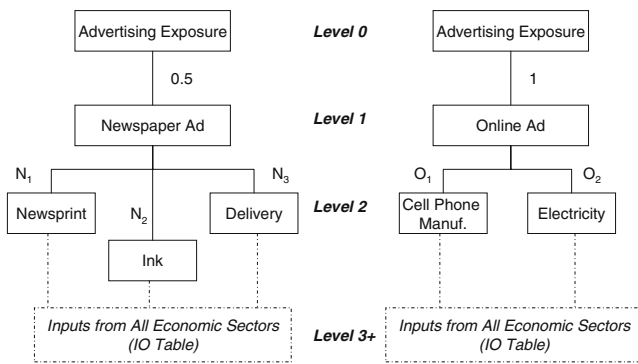 Advertising Exposure
Level 0
Advertising Exposure
0.5
1
Newspaper Ad
Level 1
Online Ad
N1
N2
N3
O1
O2
Newsprint
Ink
Delivery
Level 2
Cell Phone
Manuf.
Electricity
Inputs from All Economic Sectors
(IO Table)
Level 3+
Inputs from All Economic Sectors
(IO Table)